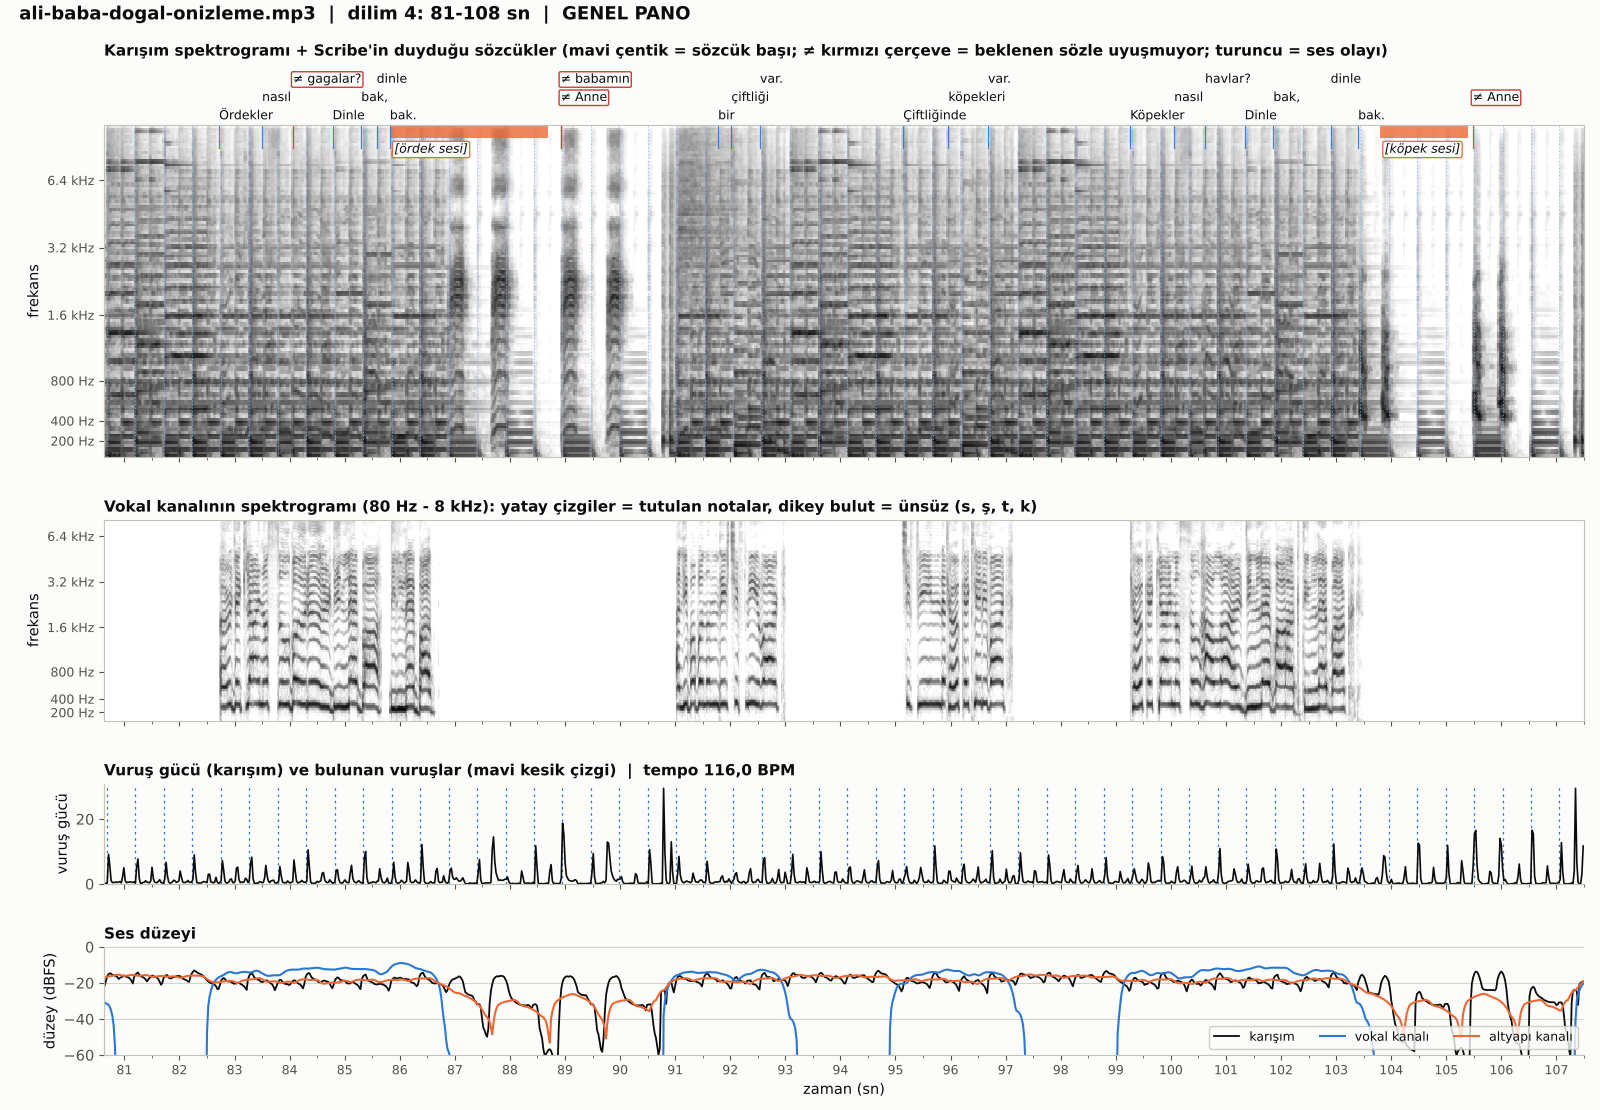 ali-baba-dogal-onizleme.mp3 | dilim 4: 81-108 sn | GENEL PANO
Karışım spektrogramı + Scribe'in duyduğu sözcükler (mavi çentik = sözcük başı; ≠ kırmızı çerçeve = beklenen sözle uyuşmuyor; turuncu = ses olayı)
≠ gagalar? dinle ≠ babamın var. var. havlar? dinle
nasıl bak, ≠ Anne çiftliği köpekleri nasıl bak, ≠ Anne
Ördekler Dinle bak. bir Çiftliğinde Köpekler Dinle bak.
[ördek sesi] [köpek sesi]
frekans
6.4 kHz
3.2 kHz
1.6 kHz
800 Hz
400 Hz
200 Hz
Vokal kanalının spektrogramı (80 Hz - 8 kHz): yatay çizgiler = tutulan notalar, dikey bulut = ünsüz (s, ş, t, k)
frekans
6.4 kHz
3.2 kHz
1.6 kHz
800 Hz
400 Hz
200 Hz
Vuruş gücü (karışım) ve bulunan vuruşlar (mavi kesik çizgi) | tempo 116,0 BPM
vuruş gücü
20
0
Ses düzeyi
düzey (dBFS)
0
−20
−40
−60
karışım vokal kanalı altyapı kanalı
81 82 83 84 85 86 87 88 89 90 91 92 93 94 95 96 97 98 99 100 101 102 103 104 105 106 107
zaman (sn)